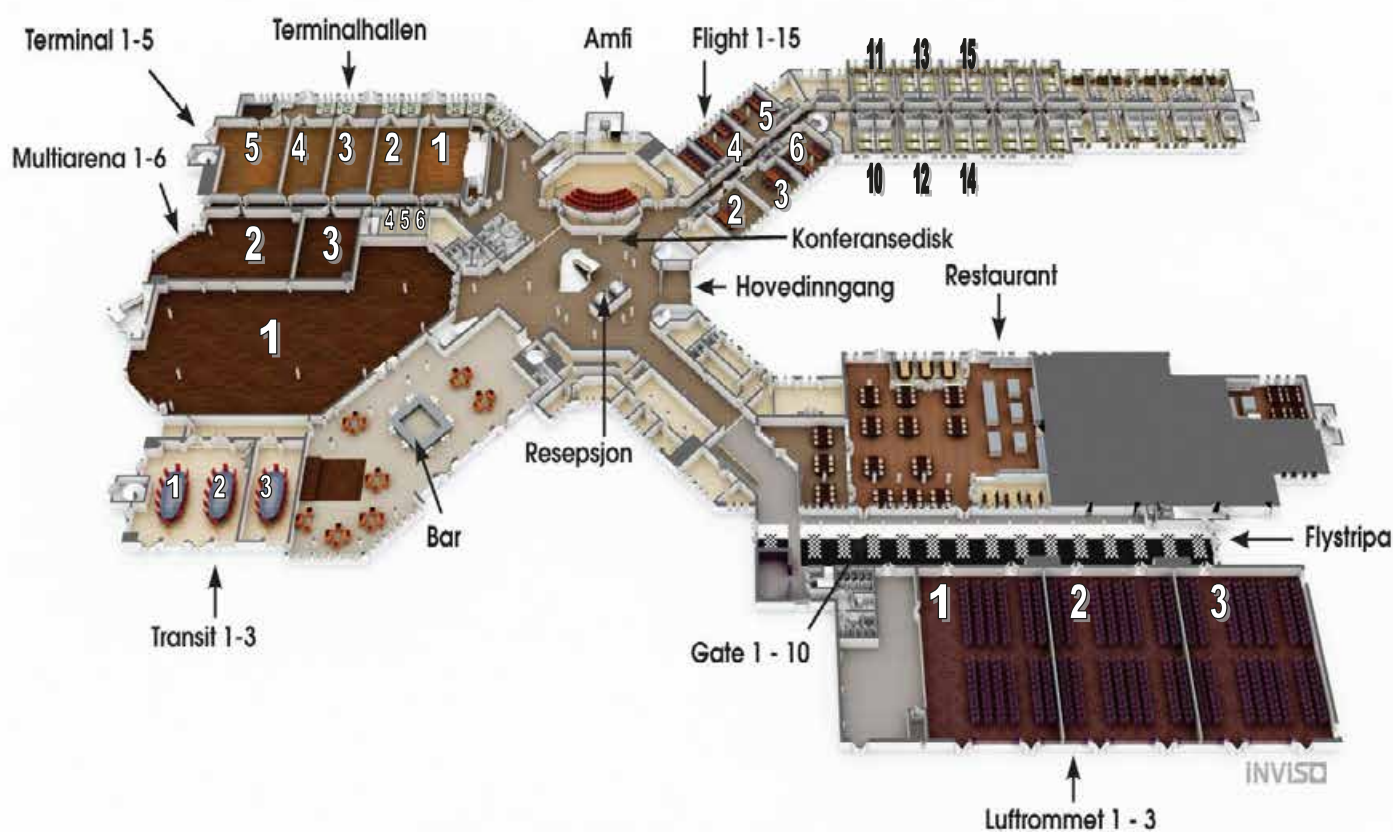 Terminal 1-5
Terminalhallen
Amfi
Flight 1-15
11 13 15
Multiarena 1-6
5 4 3 2 1
5
4
6
3
2
10 12 14
4 5 6
2 3
Konferansedisk
Hovedinngang
Restaurant
1
Resepsjon
1 2 3
Bar
Flystripa
Transit 1-3
Gate 1 - 10
1 2 3
INVISO
Luftrommet 1 - 3